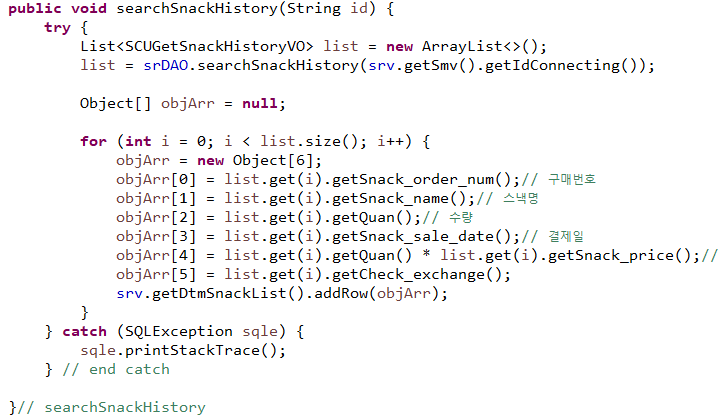 public void searchSnackHistory(String id) {
    try {
        List<SCUGetSnackHistoryVO> list = new ArrayList<>();
        list = srDAO.searchSnackHistory(srv.getSmv().getIdConnecting());

        Object[] objArr = null;

        for (int i = 0; i < list.size(); i++) {
            objArr = new Object[6];
            objArr[0] = list.get(i).getSnack_order_num();// 구매번호
            objArr[1] = list.get(i).getSnack_name();// 스낵명
            objArr[2] = list.get(i).getQuan();// 수량
            objArr[3] = list.get(i).getSnack_sale_date();// 결제일
            objArr[4] = list.get(i).getQuan() * list.get(i).getSnack_price();//
            objArr[5] = list.get(i).getCheck_exchange();
            srv.getDtmSnackList().addRow(objArr);
        }
    } catch (SQLException sqle) {
        sqle.printStackTrace();
    } // end catch

}// searchSnackHistory